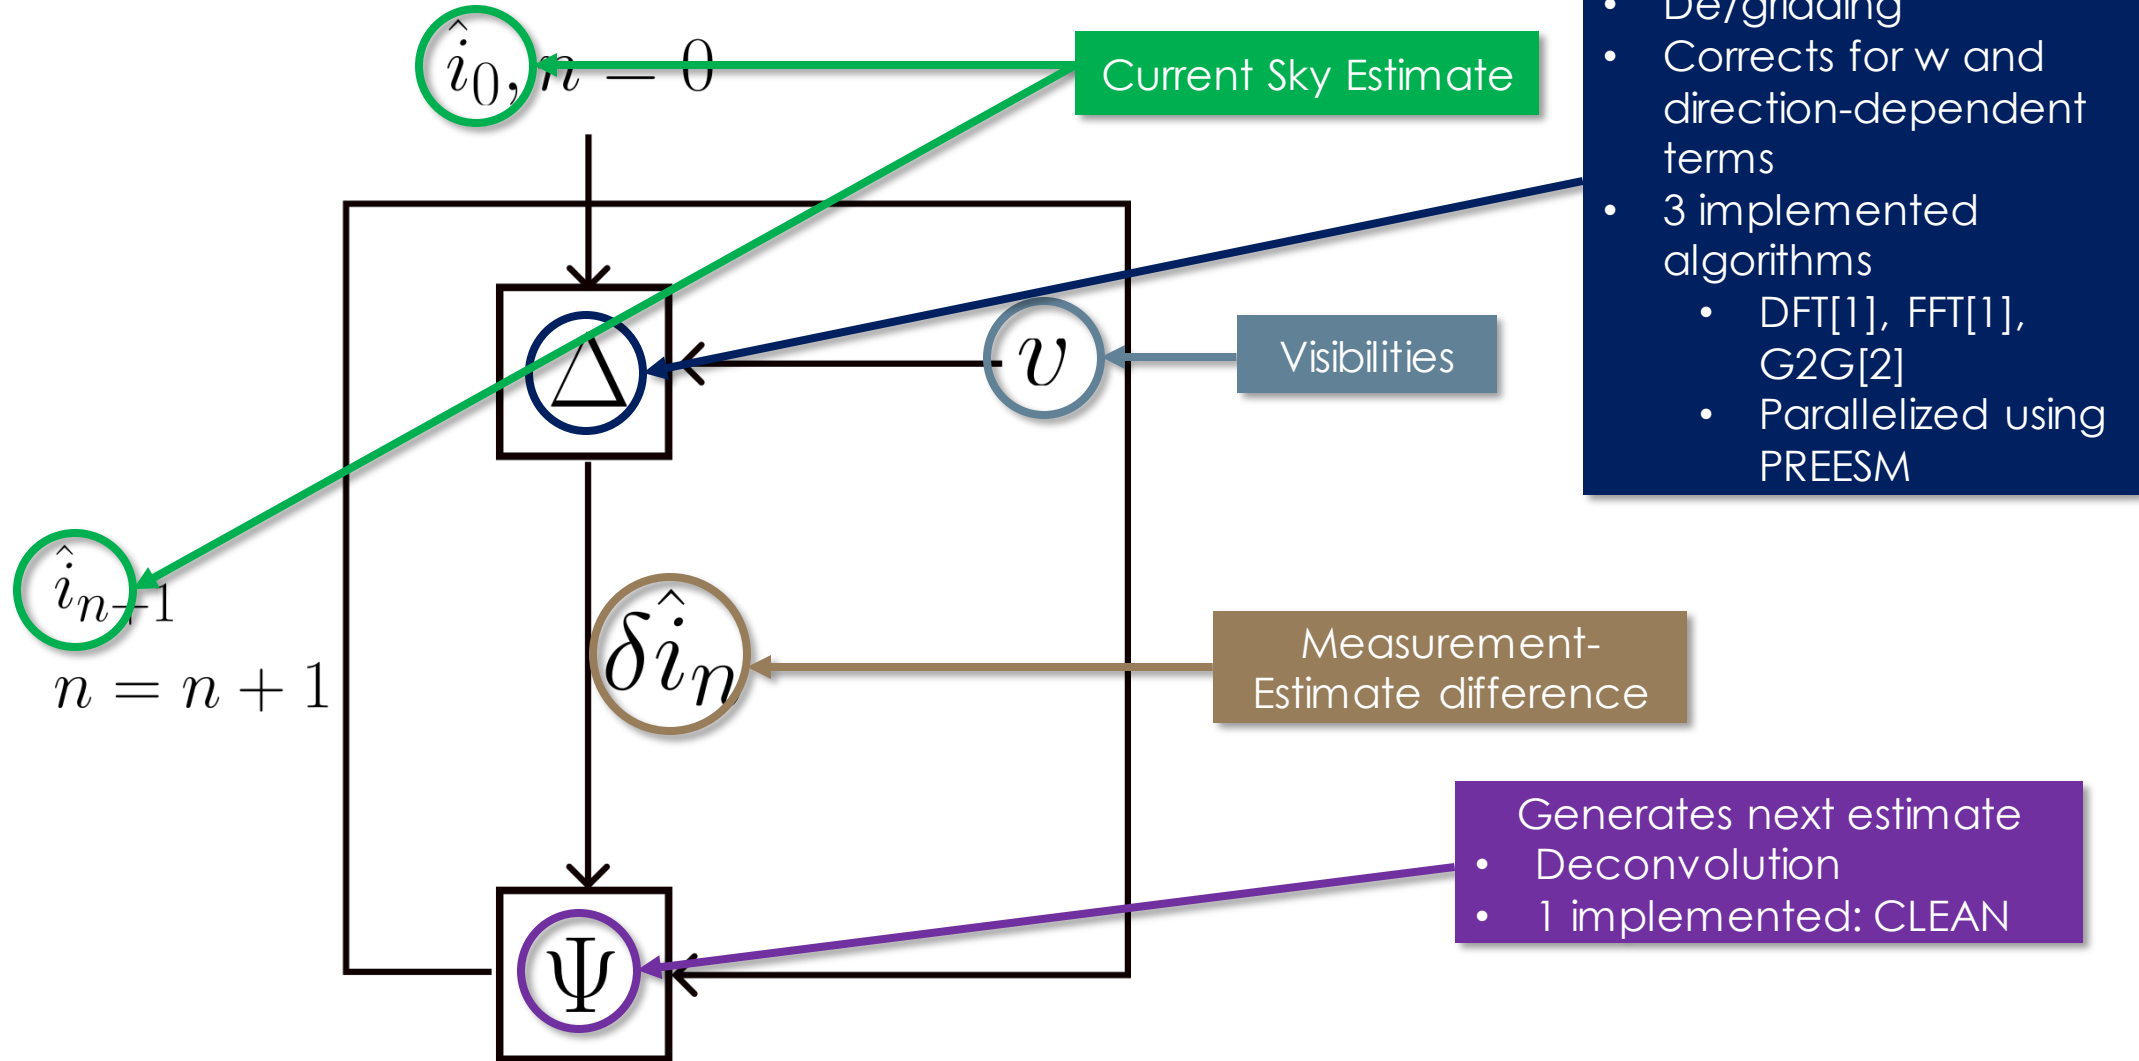 î₀, n = 0
Current Sky Estimate
• De/gridding
• Corrects for w and
direction-dependent
terms
• 3 implemented
algorithms
• DFT[1], FFT[1],
G2G[2]
• Parallelized using
PREESM
Δ
v
Visibilities
î_{n+1}
n = n + 1
δî_n
Measurement-
Estimate difference
Generates next estimate
• Deconvolution
• 1 implemented: CLEAN
Ψ